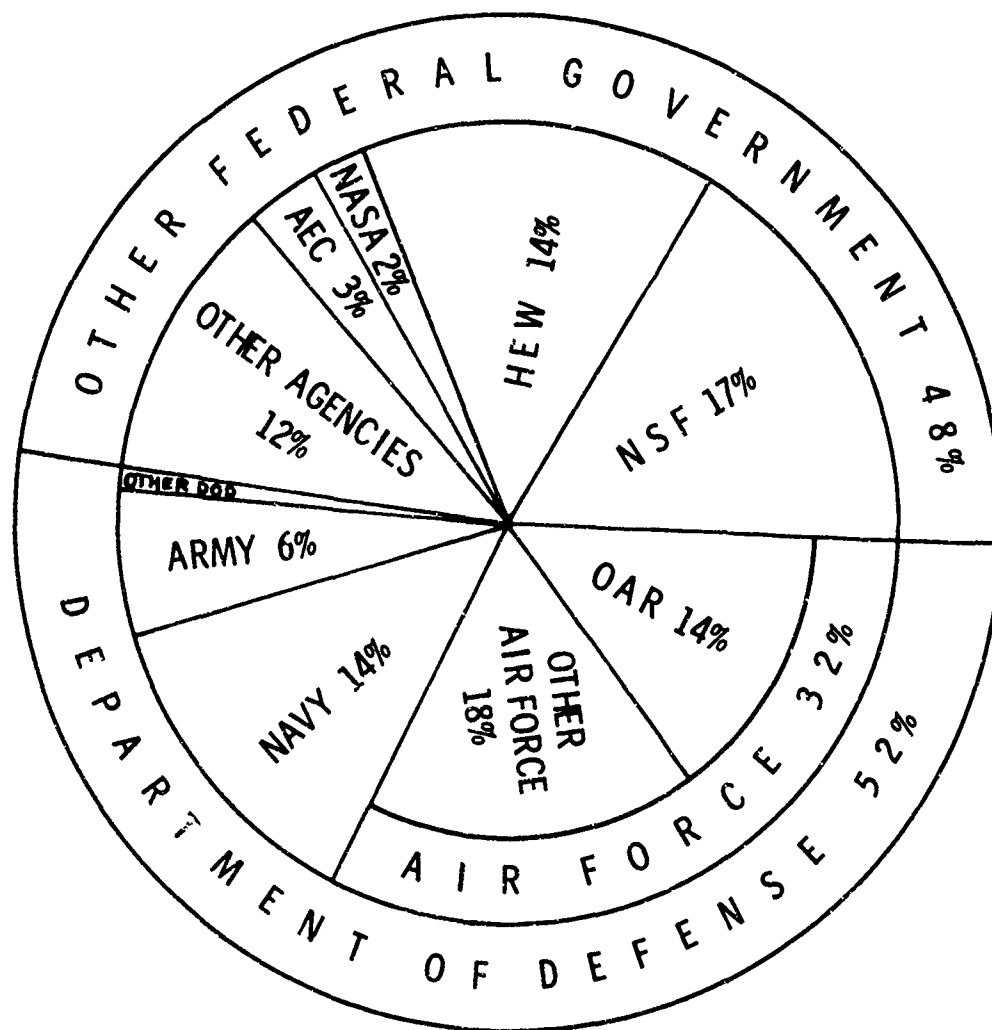 OTHER FEDERAL GOVERNMENT 48%
NASA 2%
AEC 3%
HEW 14%
NSF 17%
OTHER AGENCIES
12%
OTHER DOD
ARMY 6%
NAVY 14%
OTHER
AIR FORCE
18%
OAR 14%
AIR FORCE 32%
DEPARTMENT OF DEFENSE 52%